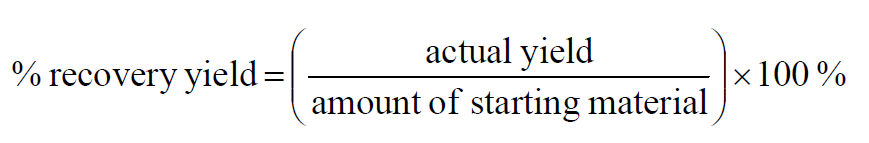 % recovery yield = ( actual yield / amount of starting material ) × 100 %